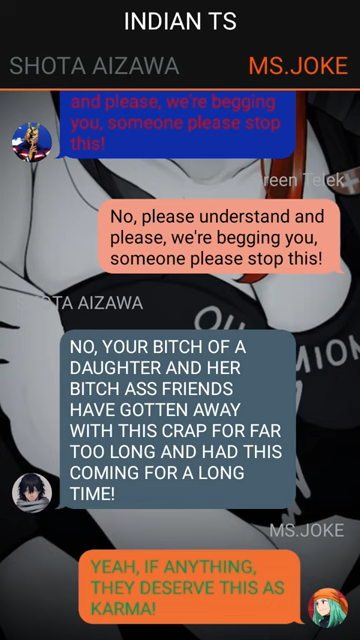 INDIAN TS
SHOTA AIZAWA MS.JOKE
and please, we're begging
you, someone please stop
this!
No, please understand and
please, we're begging you,
someone please stop this!
AIZAWA
NO, YOUR BITCH OF A
DAUGHTER AND HER
BITCH ASS FRIENDS
HAVE GOTTEN AWAY
WITH THIS CRAP FOR FAR
TOO LONG AND HAD THIS
COMING FOR A LONG
TIME!
MS.JOKE
YEAH, IF ANYTHING,
THEY DESERVE THIS AS
KARMA!